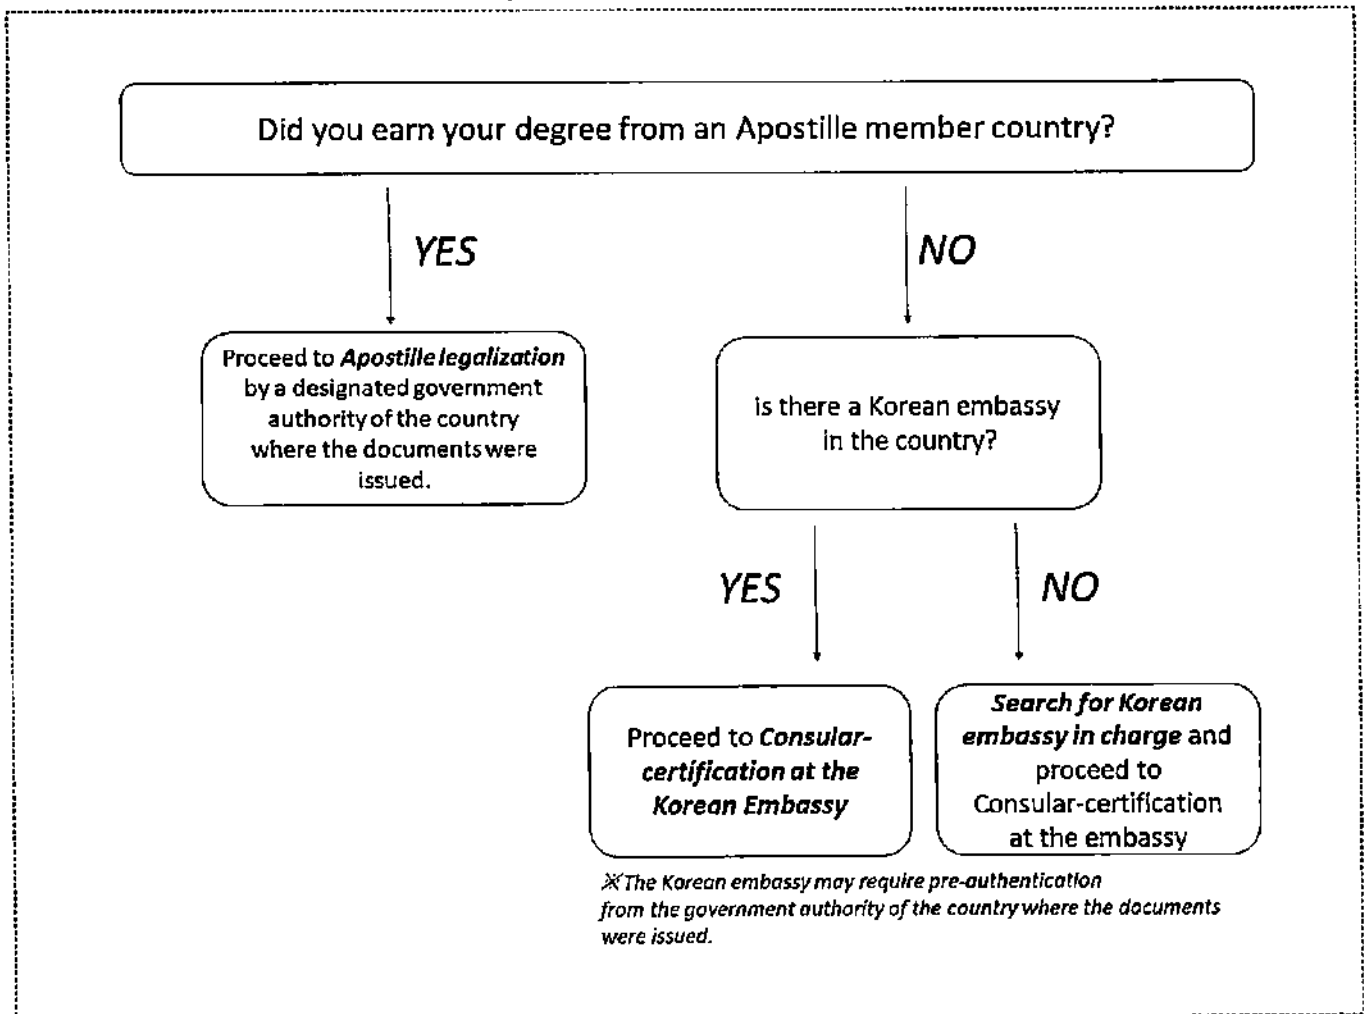 Did you earn your degree from an Apostille member country?
YES
NO
Proceed to Apostille legalization
by a designated government
authority of the country
where the documents were
issued.
is there a Korean embassy
in the country?
YES
NO
Proceed to Consular-
certification at the
Korean Embassy
Search for Korean
embassy in charge and
proceed to
Consular-certification
at the embassy
※The Korean embassy may require pre-authentication
from the government authority of the country where the documents
were issued.